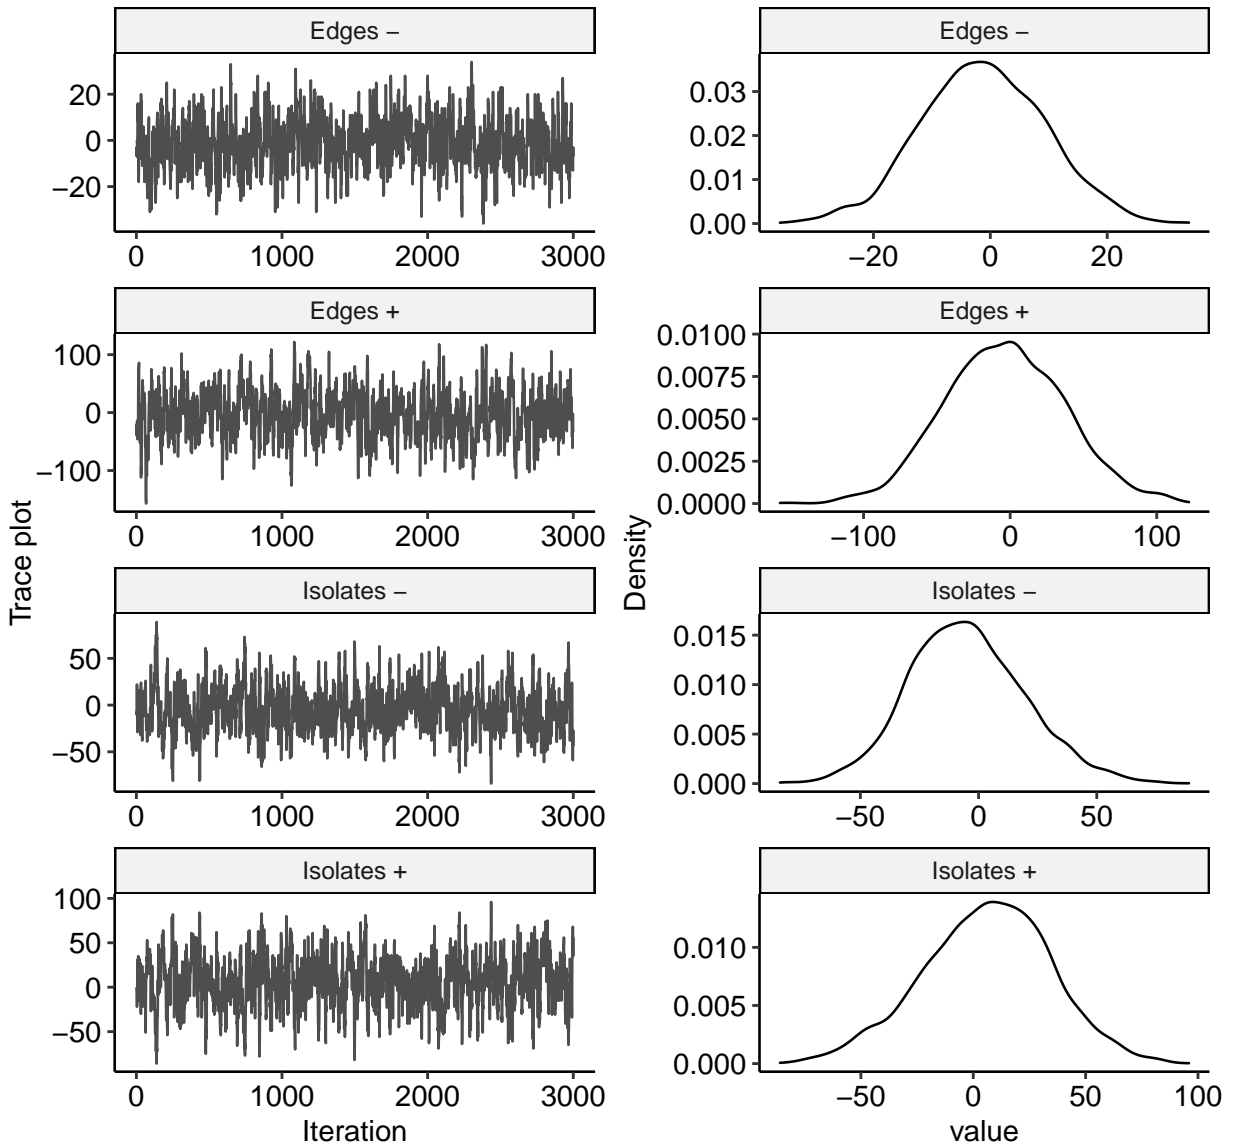 Edges −
Edges −
20
0
−20
0 1000 2000 3000
0.03
0.02
0.01
0.00
−20 0 20
Edges +
Edges +
100
0
−100
0 1000 2000 3000
0.0100
0.0075
0.0050
0.0025
0.0000
−100 0 100
Trace plot
Density
Isolates −
Isolates −
50
0
−50
0 1000 2000 3000
0.015
0.010
0.005
0.000
−50 0 50
Isolates +
Isolates +
100
50
0
−50
0 1000 2000 3000
0.010
0.005
0.000
−50 0 50 100
Iteration
value